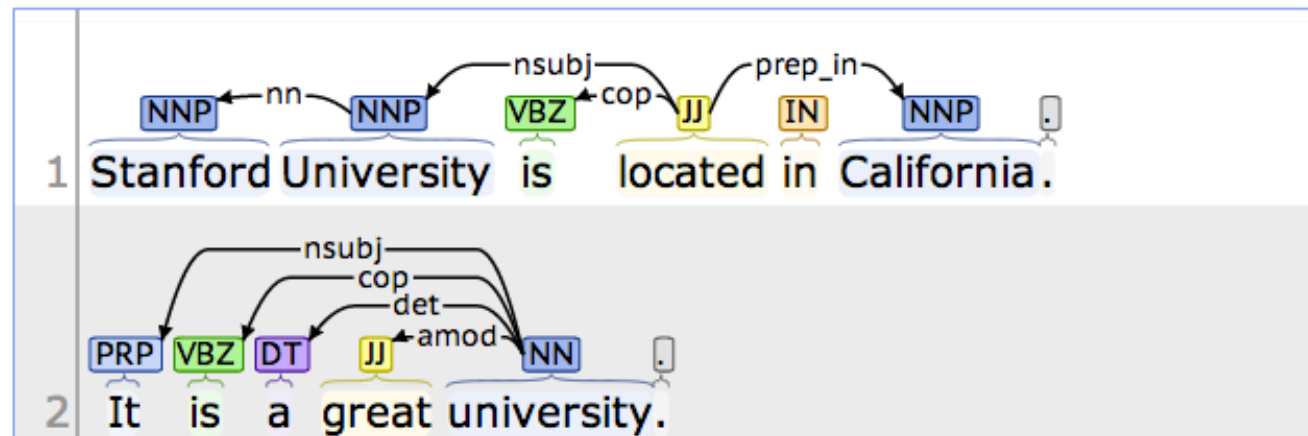 nsubj prep_in
nn cop
NNP NNP VBZ JJ IN NNP .
1 Stanford University is located in California.
nsubj
cop
det
amod
PRP VBZ DT JJ NN .
2 It is a great university.